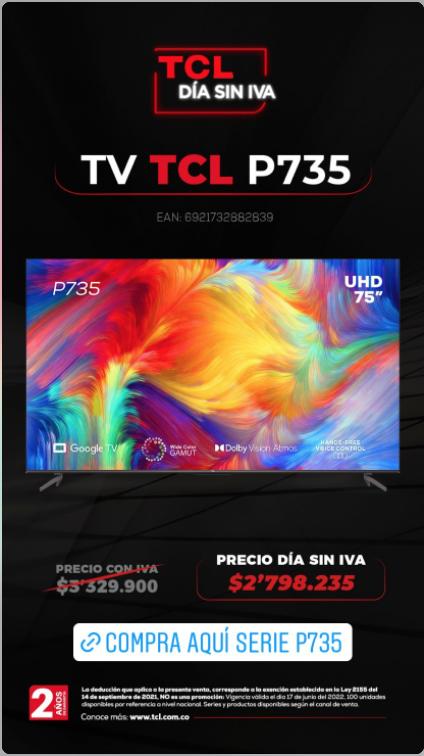 TCL
DÍA SIN IVA
TV TCL P735
EAN: 6921732882839
P735
UHD
75”
Google TV
Wide Color
GAMUT
Dolby Vision Atmos
HANDS-FREE
VOICE CONTROL
PRECIO CON IVA
$3'329.900
PRECIO DÍA SIN IVA
$2'798.235
COMPRA AQUÍ SERIE P735
2 AÑOS
La deducción que aplica a la presente venta, corresponde a la exención establecida en la Ley 2155 del
14 de septiembre de 2021, NO es una promoción: Vigencia válida el día 17 de junio del 2022, 100 unidades
disponibles por referencia a nivel nacional. Series y productos disponibles según el canal de venta.
Conoce más: www.tcl.com.co